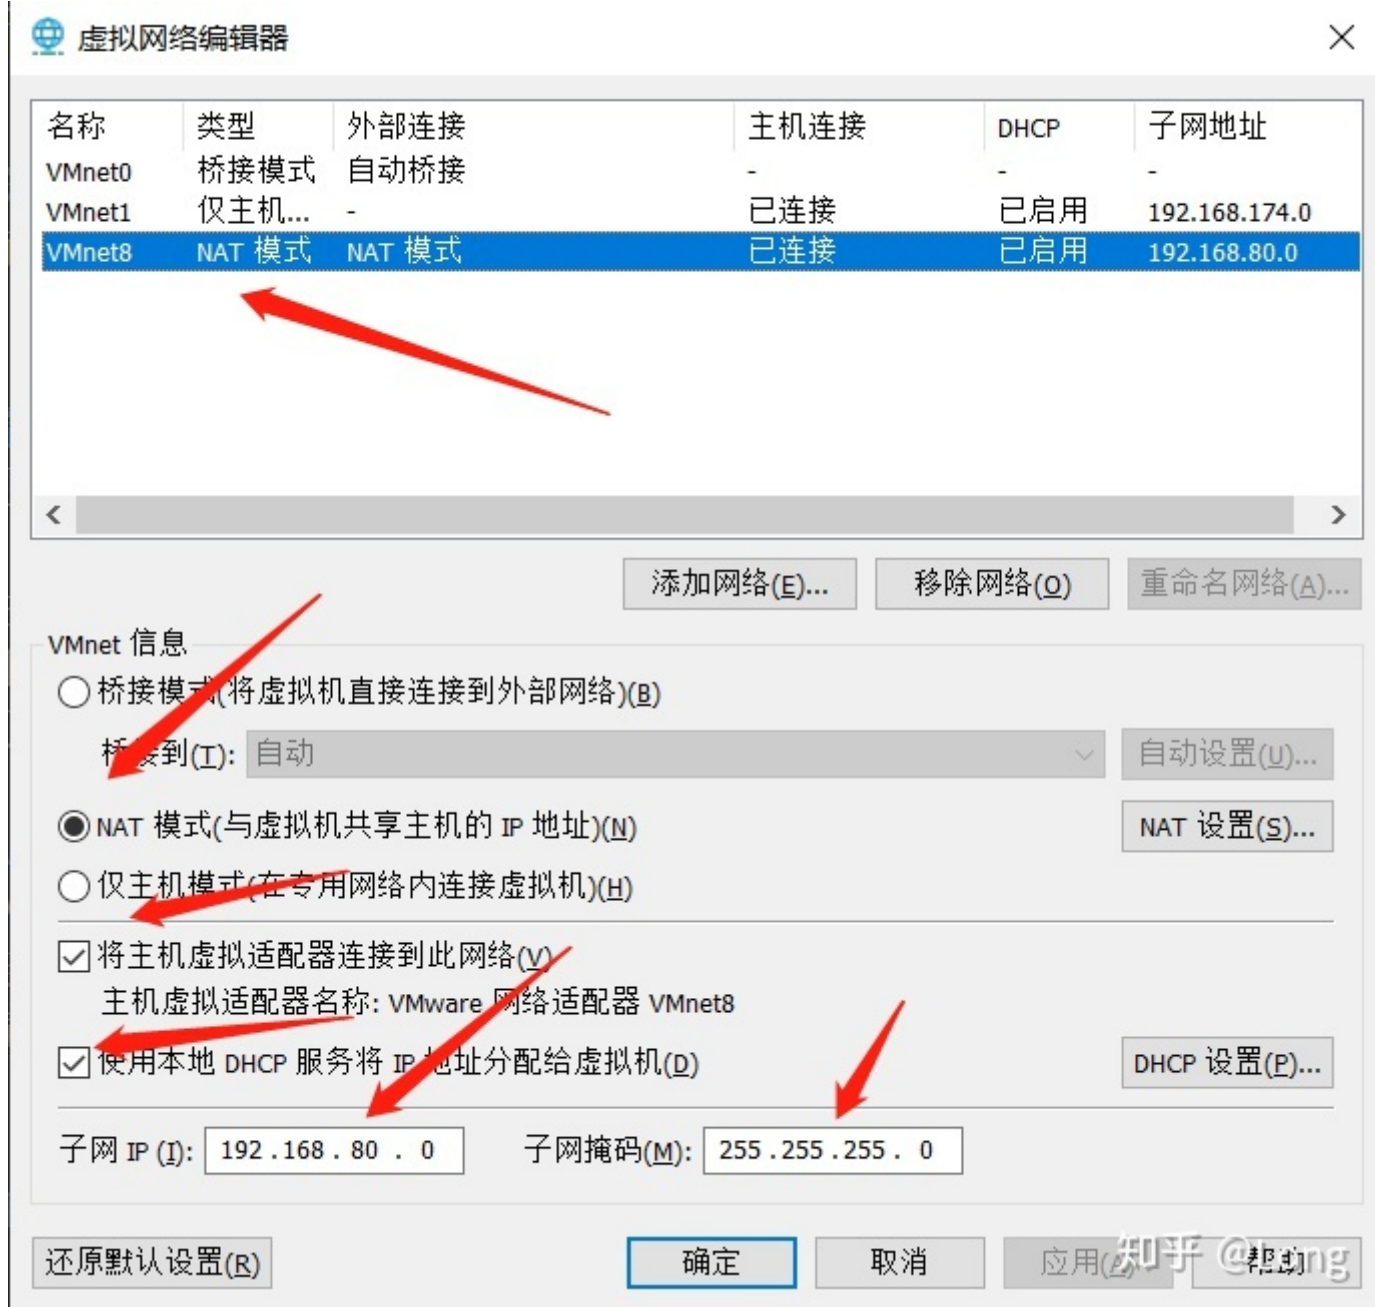 虚拟网络编辑器
名称 类型 外部连接 主机连接 DHCP 子网地址
VMnet0 桥接模式 自动桥接 - - -
VMnet1 仅主机... - 已连接 已启用 192.168.174.0
VMnet8 NAT 模式 NAT 模式 已连接 已启用 192.168.80.0
添加网络(E)... 移除网络(O) 重命名网络(A)...
VMnet 信息
桥接模式(将虚拟机直接连接到外部网络)(B)
桥接到(T): 自动 自动设置(U)...
NAT 模式(与虚拟机共享主机的 IP 地址)(N) NAT 设置(S)...
仅主机模式(在专用网络内连接虚拟机)(H)
将主机虚拟适配器连接到此网络(V)
主机虚拟适配器名称: VMware 网络适配器 VMnet8
使用本地 DHCP 服务将 IP 地址分配给虚拟机(D) DHCP 设置(P)...
子网 IP (I): 192.168.80.0 子网掩码(M): 255.255.255.0
还原默认设置(R) 确定 取消 应用(A) 帮助
知乎